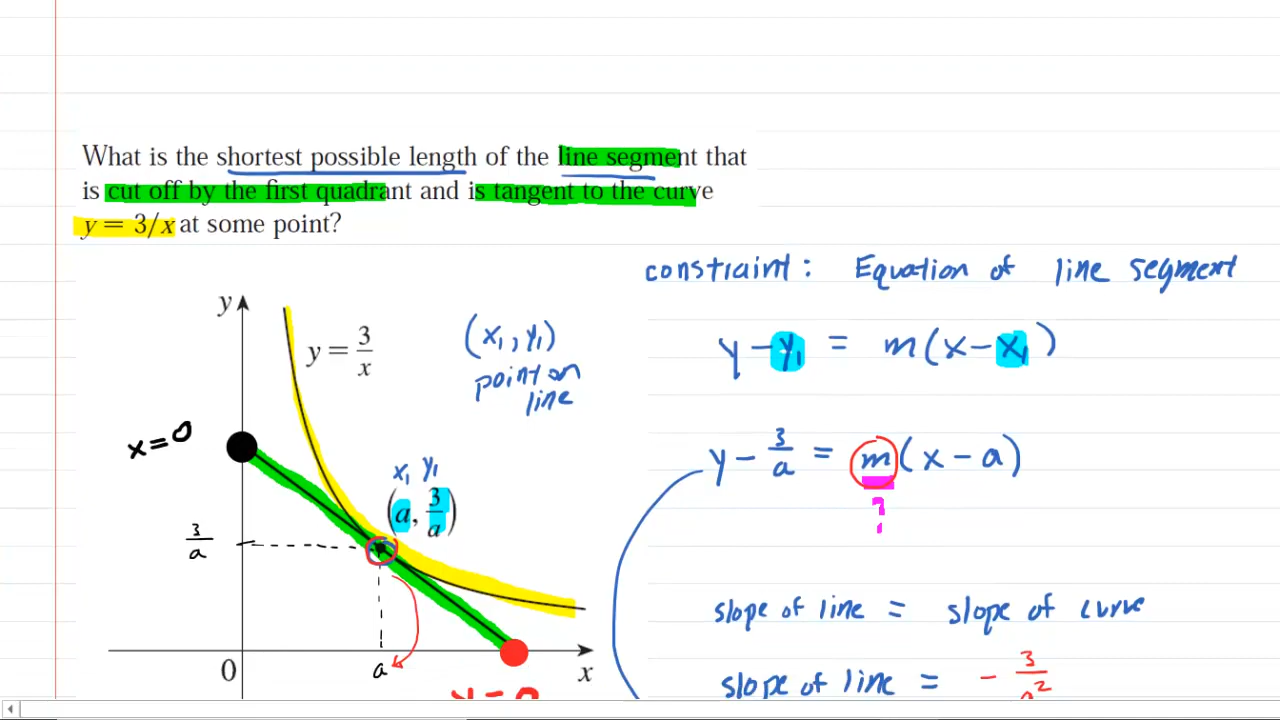 What is the shortest possible length of the line segment that
is cut off by the first quadrant and is tangent to the curve
y = 3/x at some point?
constraint: Equation of line segment
y - y₁ = m(x - x₁)
y - 3/a = m(x - a)
?
slope of line = slope of curve
slope of line = - 3/a²
y
y = 3/x
(x₁, y₁)
point on
line
x = 0
x₁ y₁
(a, 3/a)
3/a
0
a
x
y = 0